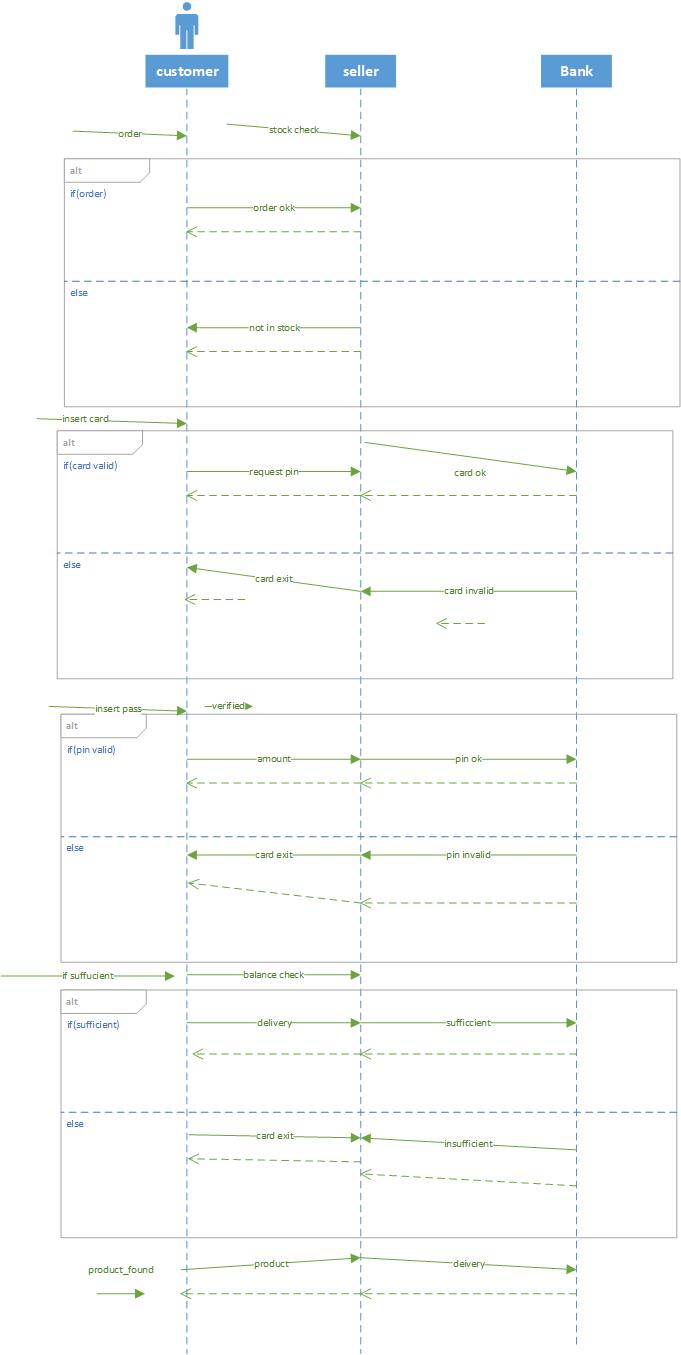 customer
seller
Bank
order
stock check
alt
if(order)
order okk
else
not in stock
insert card
alt
if(card valid)
request pin
card ok
else
card exit
card invalid
insert pass
verified
alt
if(pin valid)
amount
pin ok
else
card exit
pin invalid
if suffucient
balance check
alt
if(sufficient)
delivery
sufficcient
else
card exit
insufficient
product
deivery
product_found